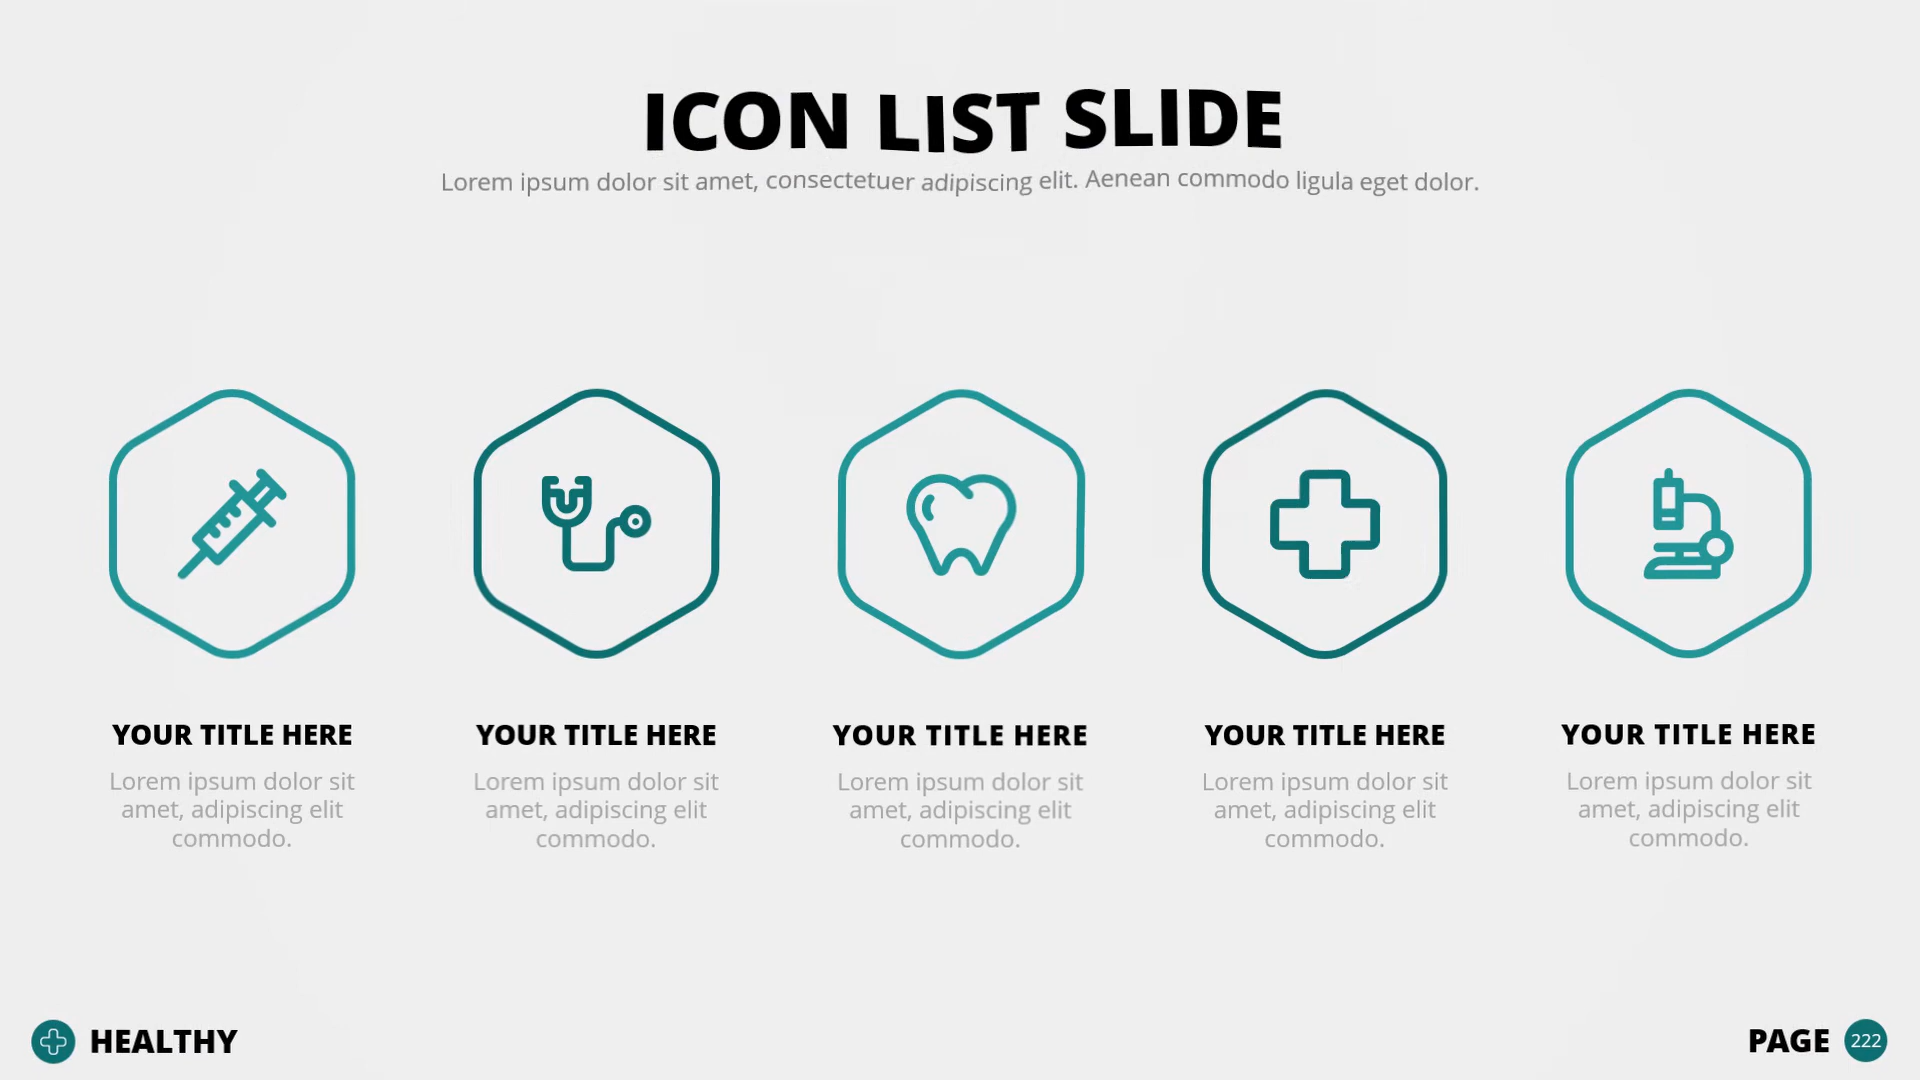 ICON LIST SLIDE
Lorem ipsum dolor sit amet, consectetuer adipiscing elit. Aenean commodo ligula eget dolor.
YOUR TITLE HERE
Lorem ipsum dolor sit
amet, adipiscing elit
commodo.
YOUR TITLE HERE
Lorem ipsum dolor sit
amet, adipiscing elit
commodo.
YOUR TITLE HERE
Lorem ipsum dolor sit
amet, adipiscing elit
commodo.
YOUR TITLE HERE
Lorem ipsum dolor sit
amet, adipiscing elit
commodo.
YOUR TITLE HERE
Lorem ipsum dolor sit
amet, adipiscing elit
commodo.
HEALTHY
PAGE 222